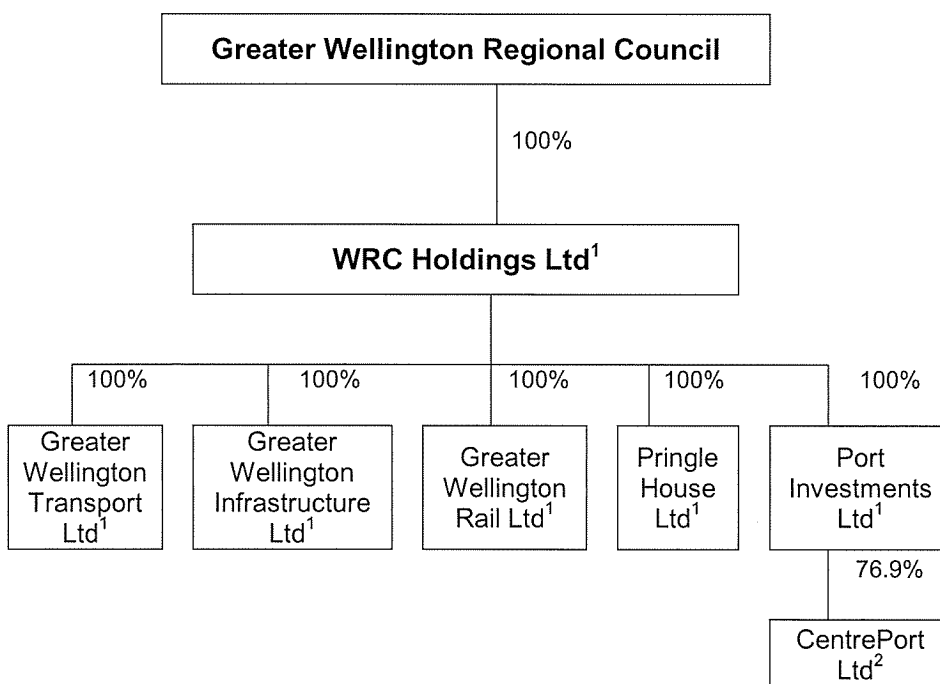 Greater Wellington Regional Council
100%
WRC Holdings Ltd¹
100%
100%
100%
100%
100%
Greater
Wellington
Transport
Ltd¹
Greater
Wellington
Infrastructure
Ltd¹
Greater
Wellington
Rail Ltd¹
Pringle
House
Ltd¹
Port
Investments
Ltd¹
76.9%
CentrePort
Ltd²